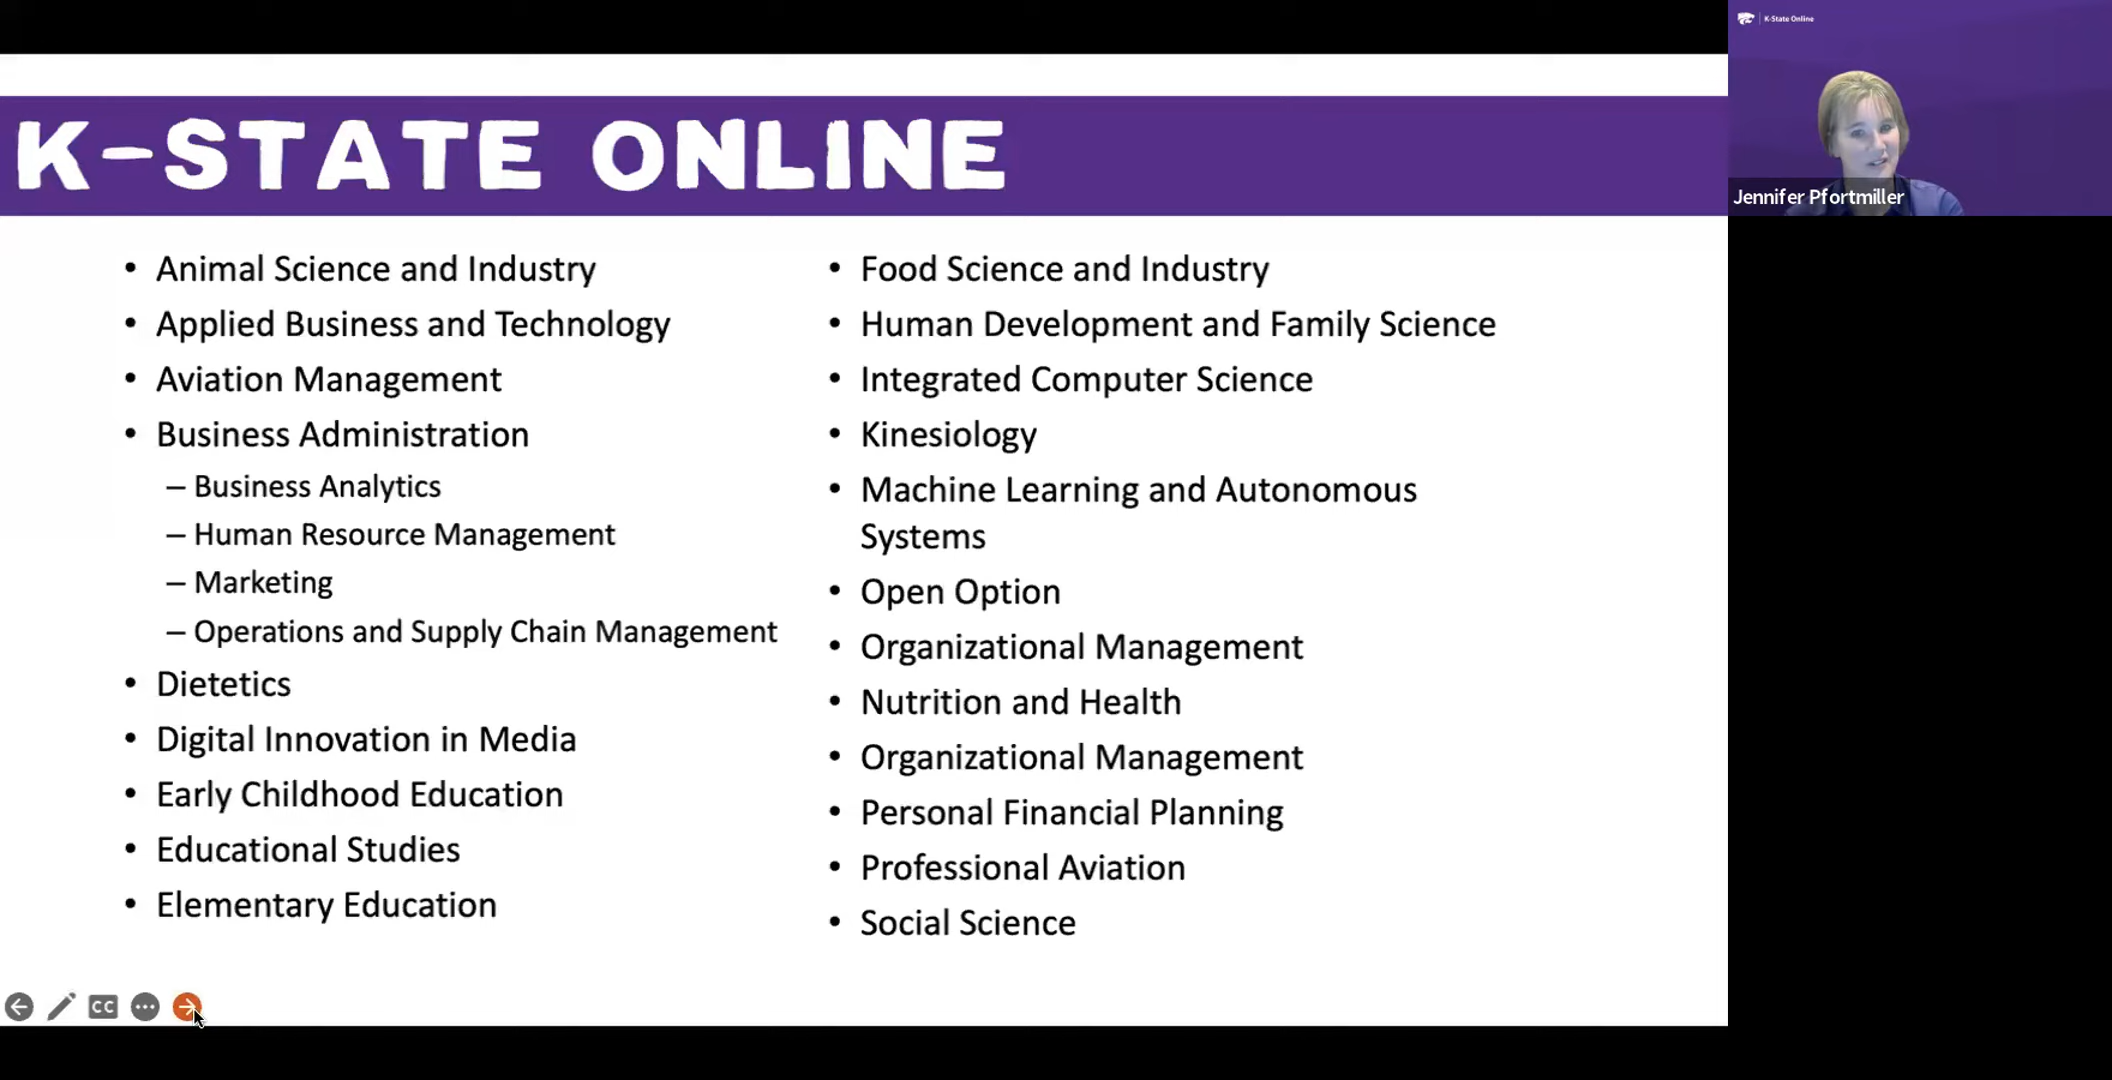 K-STATE ONLINE
• Animal Science and Industry
• Applied Business and Technology
• Aviation Management
• Business Administration
– Business Analytics
– Human Resource Management
– Marketing
– Operations and Supply Chain Management
• Dietetics
• Digital Innovation in Media
• Early Childhood Education
• Educational Studies
• Elementary Education
• Food Science and Industry
• Human Development and Family Science
• Integrated Computer Science
• Kinesiology
• Machine Learning and Autonomous
Systems
• Open Option
• Organizational Management
• Nutrition and Health
• Organizational Management
• Personal Financial Planning
• Professional Aviation
• Social Science
CC
K-State Online
Jennifer Pfortmiller